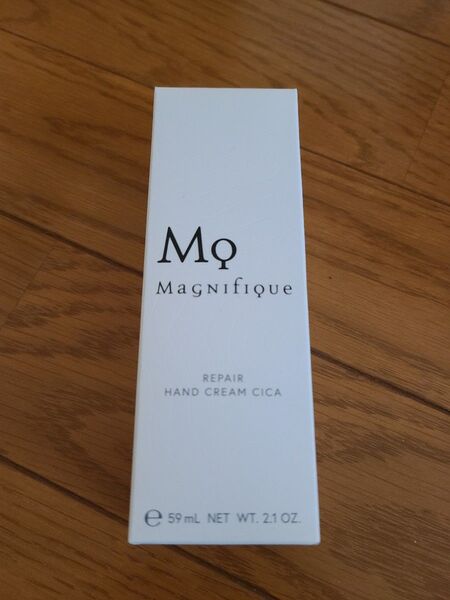 MQ
MagnifiQue
REPAIR
HAND CREAM CICA
℮ 59 mL NET WT. 2.1 OZ.